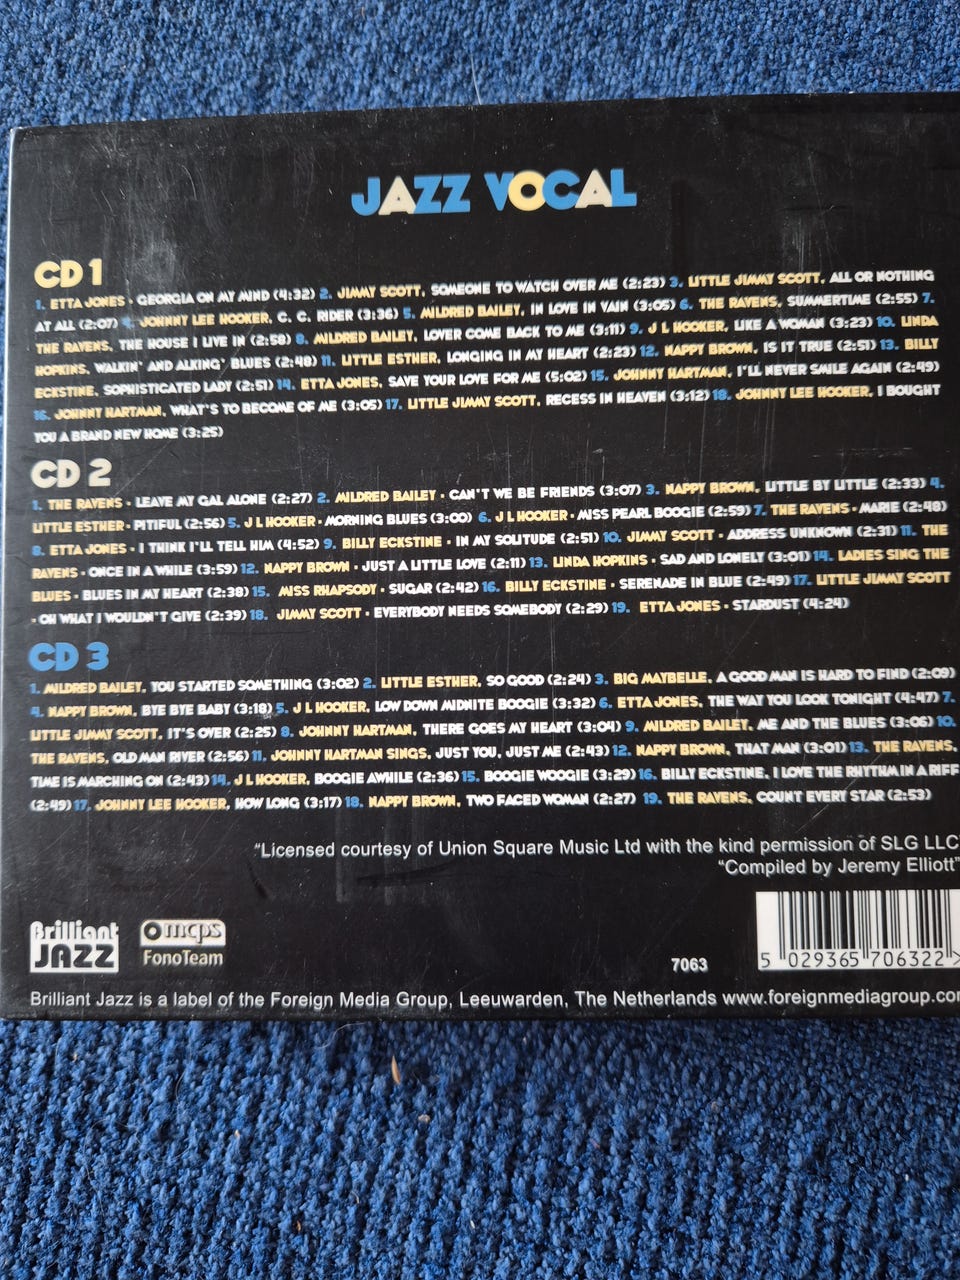 JAZZ VOCAL
CD 1
1. ETTA JONES • GEORGIA ON MY MIND (4:32) 2. JIMMY SCOTT, SOMEONE TO WATCH OVER ME (2:23) 3. LITTLE JIMMY SCOTT, ALL OR NOTHING
AT ALL (2:07) 4. JOHNNY LEE HOOKER, C. C. RIDER (3:36) 5. MILDRED BAILEY, IN LOVE IN VAIN (3:05) 6. THE RAVENS, SUMMERTIME (2:55) 7.
THE RAVENS, THE HOUSE I LIVE IN (2:58) 8. MILDRED BAILEY, LOVER COME BACK TO ME (3:11) 9. J L HOOKER, LIKE A WOMAN (3:23) 10. LINDA
HOPKINS, WALKIN' AND ALKING' BLUES (2:48) 11. LITTLE ESTHER, LONGING IN MY HEART (2:23) 12. NAPPY BROWN, IS IT TRUE (2:51) 13. BILLY
ECKSTINE, SOPHISTICATED LADY (2:51) 14. ETTA JONES, SAVE YOUR LOVE FOR ME (5:02) 15. JOHNNY HARTMAN, I'LL NEVER SMILE AGAIN (2:49)
16. JOHNNY HARTMAN, WHAT'S TO BECOME OF ME (3:05) 17. LITTLE JIMMY SCOTT, RECESS IN HEAVEN (3:12) 18. JOHNNY LEE HOOKER, I BOUGHT
YOU A BRAND NEW HOME (3:25)
CD 2
1. THE RAVENS • LEAVE MY GAL ALONE (2:27) 2. MILDRED BAILEY • CAN'T WE BE FRIENDS (3:07) 3. NAPPY BROWN, LITTLE BY LITTLE (2:33) 4.
LITTLE ESTHER • PITIFUL (2:56) 5. J L HOOKER • MORNING BLUES (3:00) 6. J L HOOKER • MISS PEARL BOOGIE (2:59) 7. THE RAVENS • MARIE (2:48)
8. ETTA JONES • I THINK I'LL TELL HIM (4:52) 9. BILLY ECKSTINE • IN MY SOLITUDE (2:51) 10. JIMMY SCOTT • ADDRESS UNKNOWN (2:31) 11. THE
RAVENS • ONCE IN A WHILE (3:59) 12. NAPPY BROWN • JUST A LITTLE LOVE (2:11) 13. LINDA HOPKINS • SAD AND LONELY (3:01) 14. LADIES SING THE
BLUES • BLUES IN MY HEART (2:38) 15. MISS RHAPSODY • SUGAR (2:42) 16. BILLY ECKSTINE • SERENADE IN BLUE (2:49) 17. LITTLE JIMMY SCOTT
• OH WHAT I WOULDN'T GIVE (2:39) 18. JIMMY SCOTT • EVERYBODY NEEDS SOMEBODY (2:29) 19. ETTA JONES • STARDUST (4:24)
CD 3
1. MILDRED BAILEY, YOU STARTED SOMETHING (3:02) 2. LITTLE ESTHER, SO GOOD (2:24) 3. BIG MAYBELLE, A GOOD MAN IS HARD TO FIND (2:09)
4. NAPPY BROWN, BYE BYE BABY (3:18) 5. J L HOOKER, LOW DOWN MIDNITE BOOGIE (3:32) 6. ETTA JONES, THE WAY YOU LOOK TONIGHT (4:47) 7.
LITTLE JIMMY SCOTT, IT'S OVER (2:25) 8. JOHNNY HARTMAN, THERE GOES MY HEART (3:04) 9. MILDRED BAILEY, ME AND THE BLUES (3:06) 10.
THE RAVENS, OLD MAN RIVER (2:56) 11. JOHNNY HARTMAN SINGS, JUST YOU, JUST ME (2:43) 12. NAPPY BROWN, THAT MAN (3:01) 13. THE RAVENS,
TIME IS MARCHING ON (2:43) 14. J L HOOKER, BOOGIE AWHILE (2:36) 15. BOOGIE WOOGIE (3:29) 16. BILLY ECKSTINE, I LOVE THE RHYTHM IN A RIFF
(2:49) 17. JOHNNY LEE HOOKER, HOW LONG (3:17) 18. NAPPY BROWN, TWO FACED WOMAN (2:27) 19. THE RAVENS, COUNT EVERY STAR (2:53)
"Licensed courtesy of Union Square Music Ltd with the kind permission of SLG LLC"
"Compiled by Jeremy Elliott"
Brilliant JAZZ
mcps
FonoTeam
7063
5 029365 706322 >
Brilliant Jazz is a label of the Foreign Media Group, Leeuwarden, The Netherlands www.foreignmediagroup.com